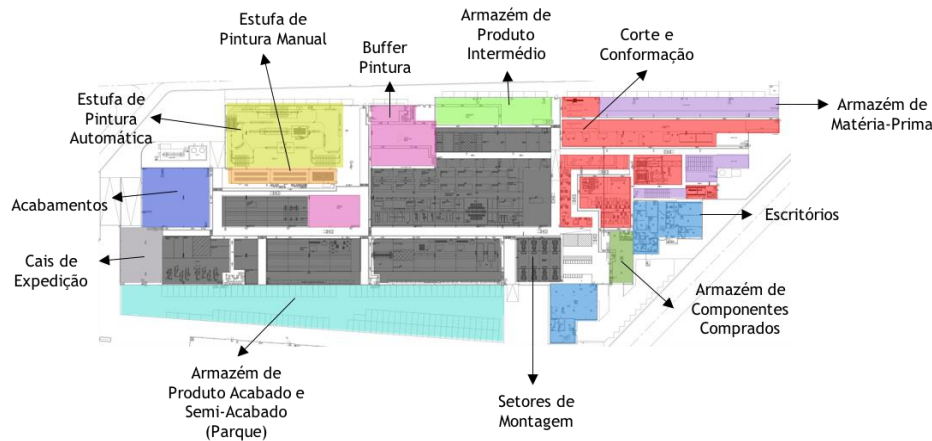 Estufa de
Pintura Manual
Buffer
Pintura
Armazém de
Produto
Intermédio
Corte e
Conformação
Estufa de
Pintura
Automática
Armazém de
Matéria-Prima
Acabamentos
Escritórios
Cais de
Expedição
Armazém de
Componentes
Comprados
Armazém de
Produto Acabado e
Semi-Acabado
(Parque)
Setores de
Montagem